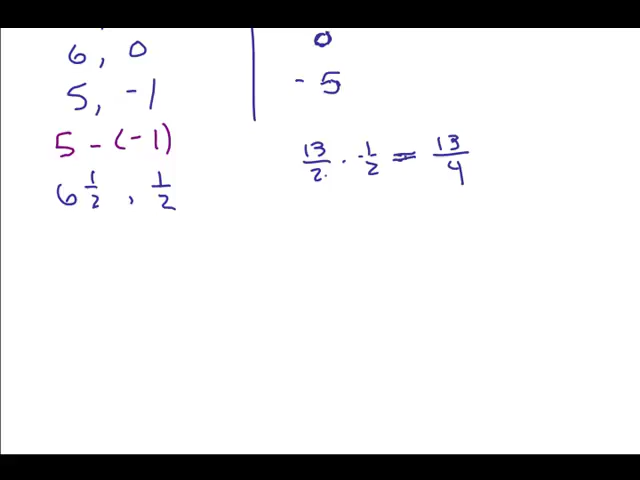 6, 0
0
5, -1
- 5
5 - (-1)
13/2 · 1/2 = 13/4
6 1/2, 1/2